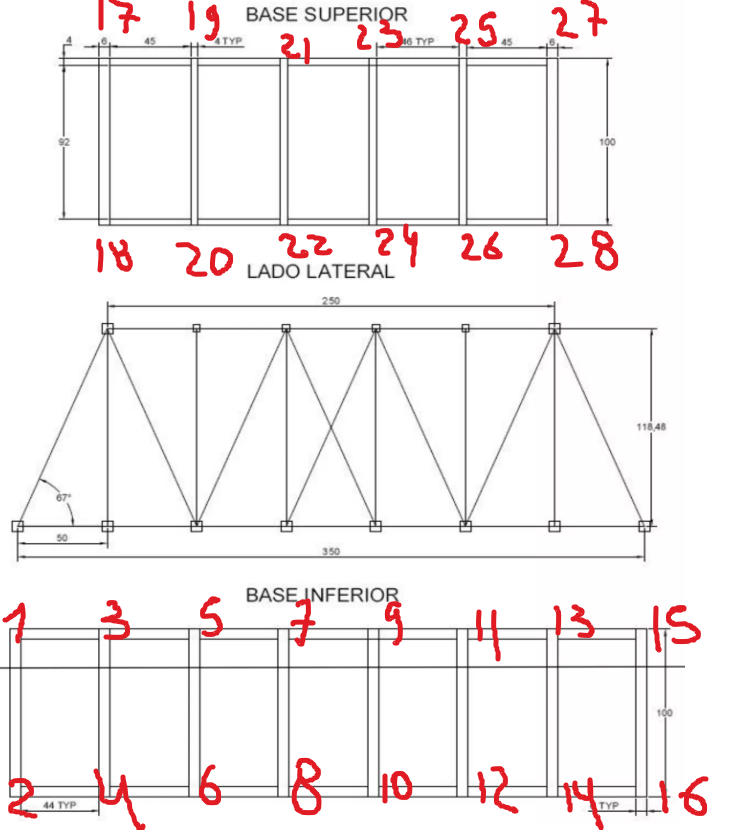 BASE SUPERIOR
17 19 21 23 25 27
4 6 45 4 TYP 46 TYP 45 6
92 100
18 20 22 24 26 28
LADO LATERAL
250
118,48
67°
50
350
BASE INFERIOR
1 3 5 7 9 11 13 15
100
2 4 6 8 10 12 14 16
44 TYP TYP